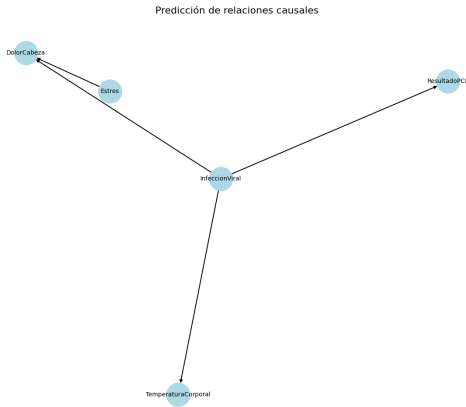 Predicción de relaciones causales
DolorCabeza
ResultadoPCI
Estres
InfeccionViral
TemperaturaCorporal